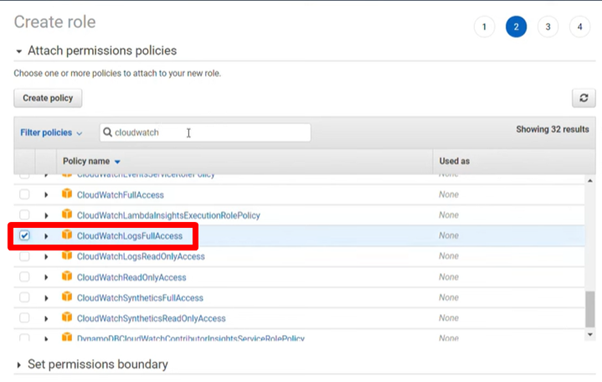 Create role
1 2 3 4
Attach permissions policies
Choose one or more policies to attach to your new role.
Create policy
Filter policies cloudwatch Showing 32 results
Policy name Used as
CloudWatchEventsServiceRolePolicy None
CloudWatchFullAccess None
CloudWatchLambdaInsightsExecutionRolePolicy None
CloudWatchLogsFullAccess None
CloudWatchLogsReadOnlyAccess None
CloudWatchReadOnlyAccess None
CloudWatchSyntheticsFullAccess None
CloudWatchSyntheticsReadOnlyAccess None
DynamoDBCloudWatchContributorInsightsServiceRolePolicy None
Set permissions boundary